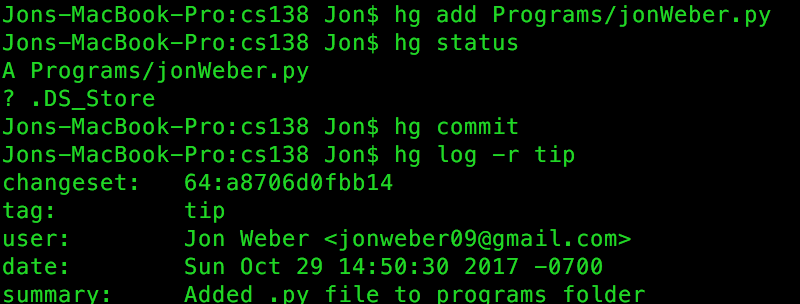 Jons-MacBook-Pro:cs138 Jon$ hg add Programs/jonWeber.py
Jons-MacBook-Pro:cs138 Jon$ hg status
A Programs/jonWeber.py
? .DS_Store
Jons-MacBook-Pro:cs138 Jon$ hg commit
Jons-MacBook-Pro:cs138 Jon$ hg log -r tip
changeset:   64:a8706d0fbb14
tag:         tip
user:        Jon Weber <jonweber09@gmail.com>
date:        Sun Oct 29 14:50:30 2017 -0700
summary:     Added .py file to programs folder